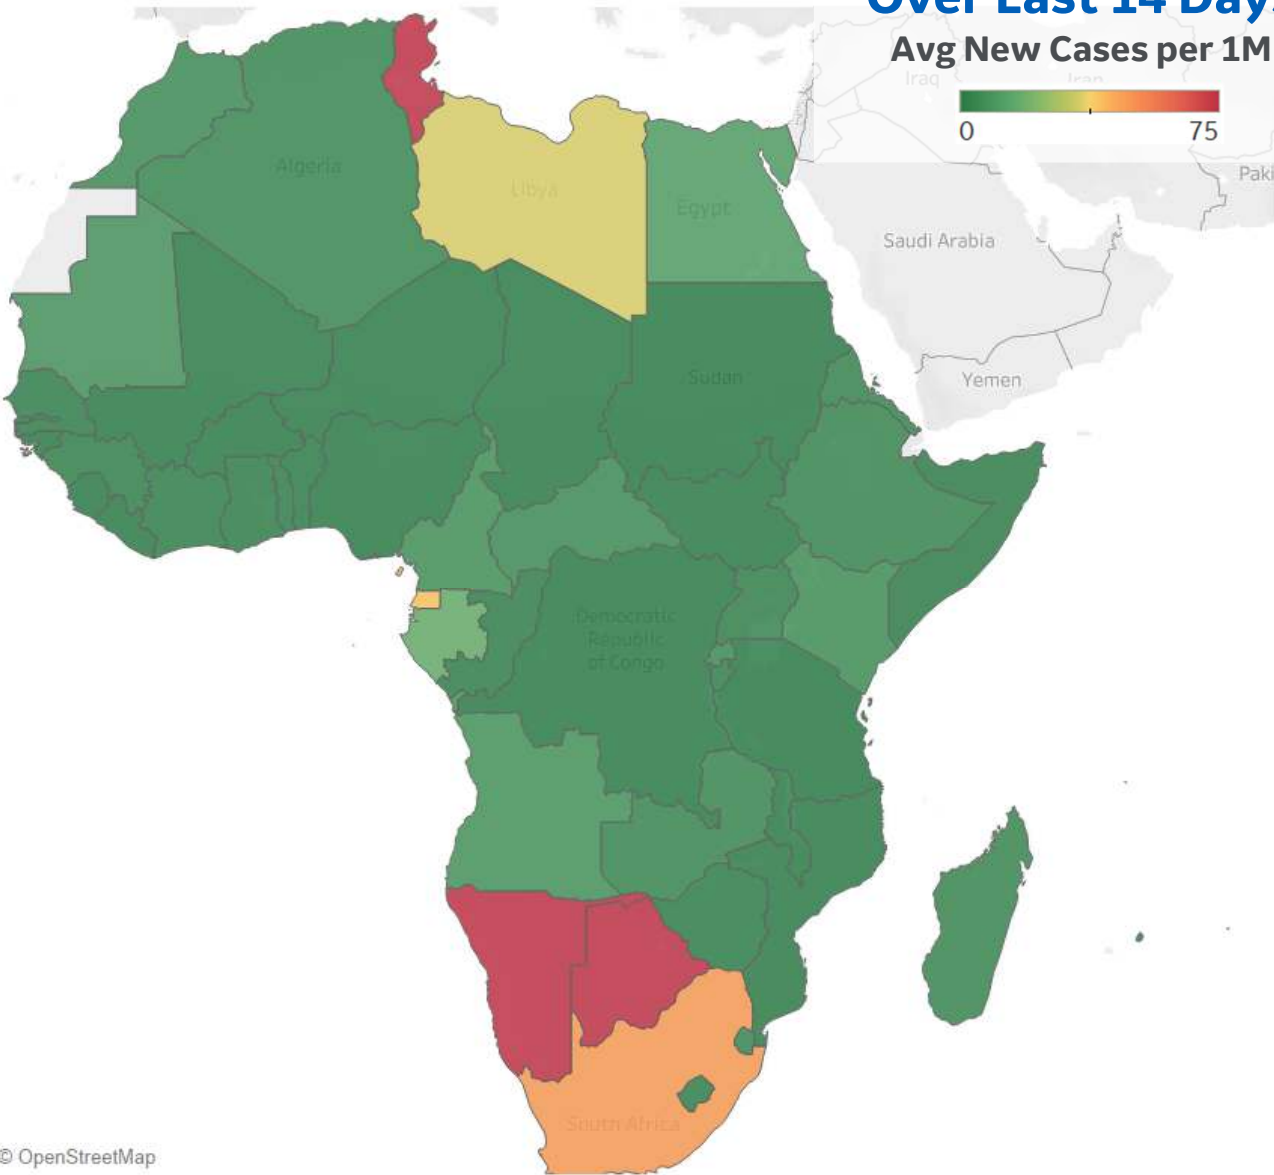 Over Last 14 Days
Avg New Cases per 1M
Iraq
Iran
0
75
Paki
Algeria
Libya
Egypt
Saudi Arabia
Sudan
Yemen
Democratic
Republic
of Congo
South Africa
© OpenStreetMap